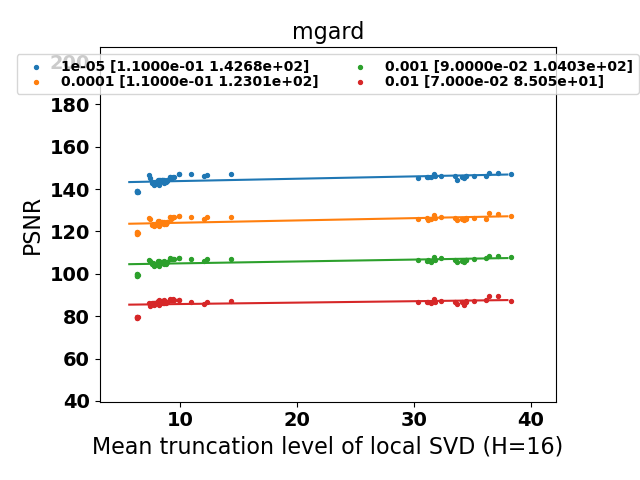 mgard
1e-05 [1.1000e-01 1.4268e+02]
0.0001 [1.1000e-01 1.2301e+02]
0.001 [9.0000e-02 1.0403e+02]
0.01 [7.000e-02 8.505e+01]
200
180
160
140
120
100
80
60
40
PSNR
10 20 30 40
Mean truncation level of local SVD (H=16)